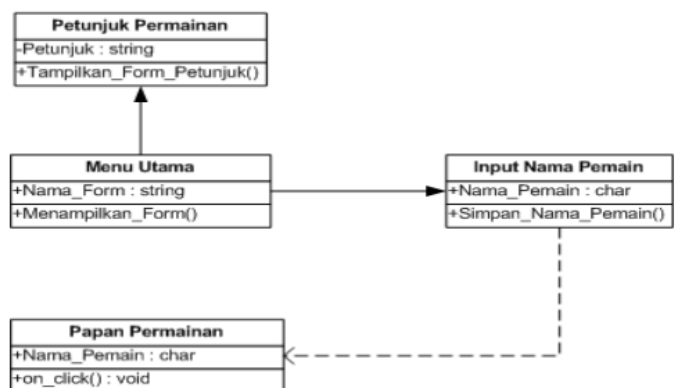 Petunjuk Permainan
-Petunjuk : string
+Tampilkan_Form_Petunjuk()
Menu Utama
+Nama_Form : string
+Menampilkan_Form()
Input Nama Pemain
+Nama_Pemain : char
+Simpan_Nama_Pemain()
Papan Permainan
+Nama_Pemain : char
+on_click() : void